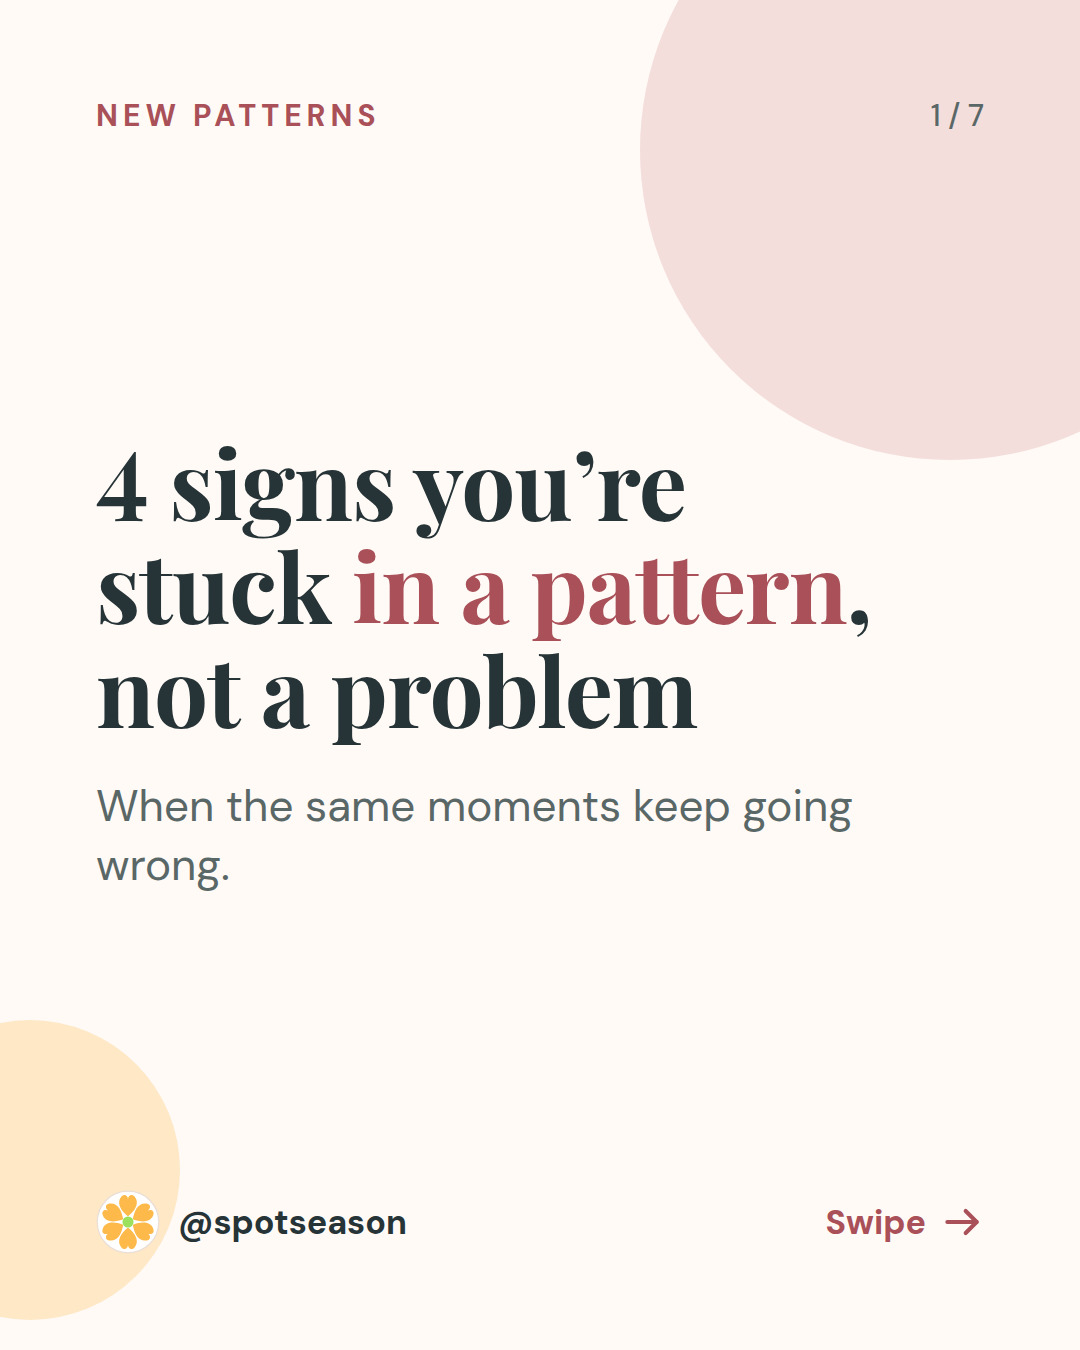 NEW PATTERNS
1 / 7
4 signs you’re
stuck in a pattern,
not a problem
When the same moments keep going
wrong.
@spotseason
Swipe →